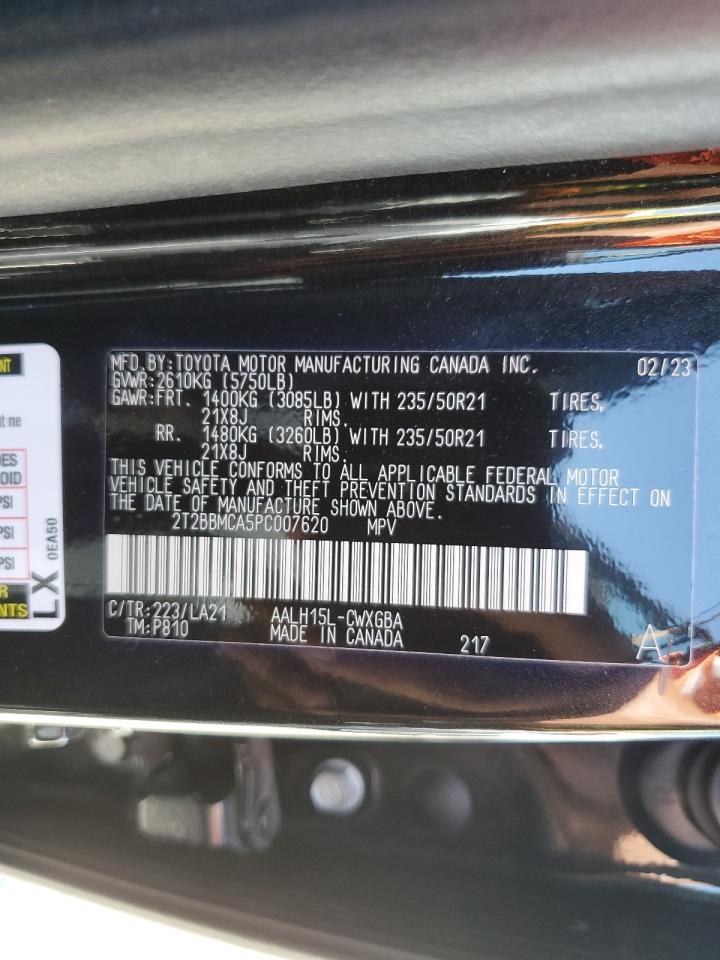 MFD.BY:TOYOTA MOTOR MANUFACTURING CANADA INC. 02/23
GVWR:2610KG (5750LB)
GAWR:FRT. 1400KG (3085LB) WITH 235/50R21 TIRES,
21X8J RIMS.
RR. 1480KG (3260LB) WITH 235/50R21 TIRES,
21X8J RIMS.
THIS VEHICLE CONFORMS TO ALL APPLICABLE FEDERAL MOTOR
VEHICLE SAFETY AND THEFT PREVENTION STANDARDS IN EFFECT ON
THE DATE OF MANUFACTURE SHOWN ABOVE.
2T2BBMCA5PC007620 MPV
C/TR:223/LA21 AALH15L-CWXGBA
TM:P810 MADE IN CANADA 217 A
PSI
PSI
PSI
LX
0EA50